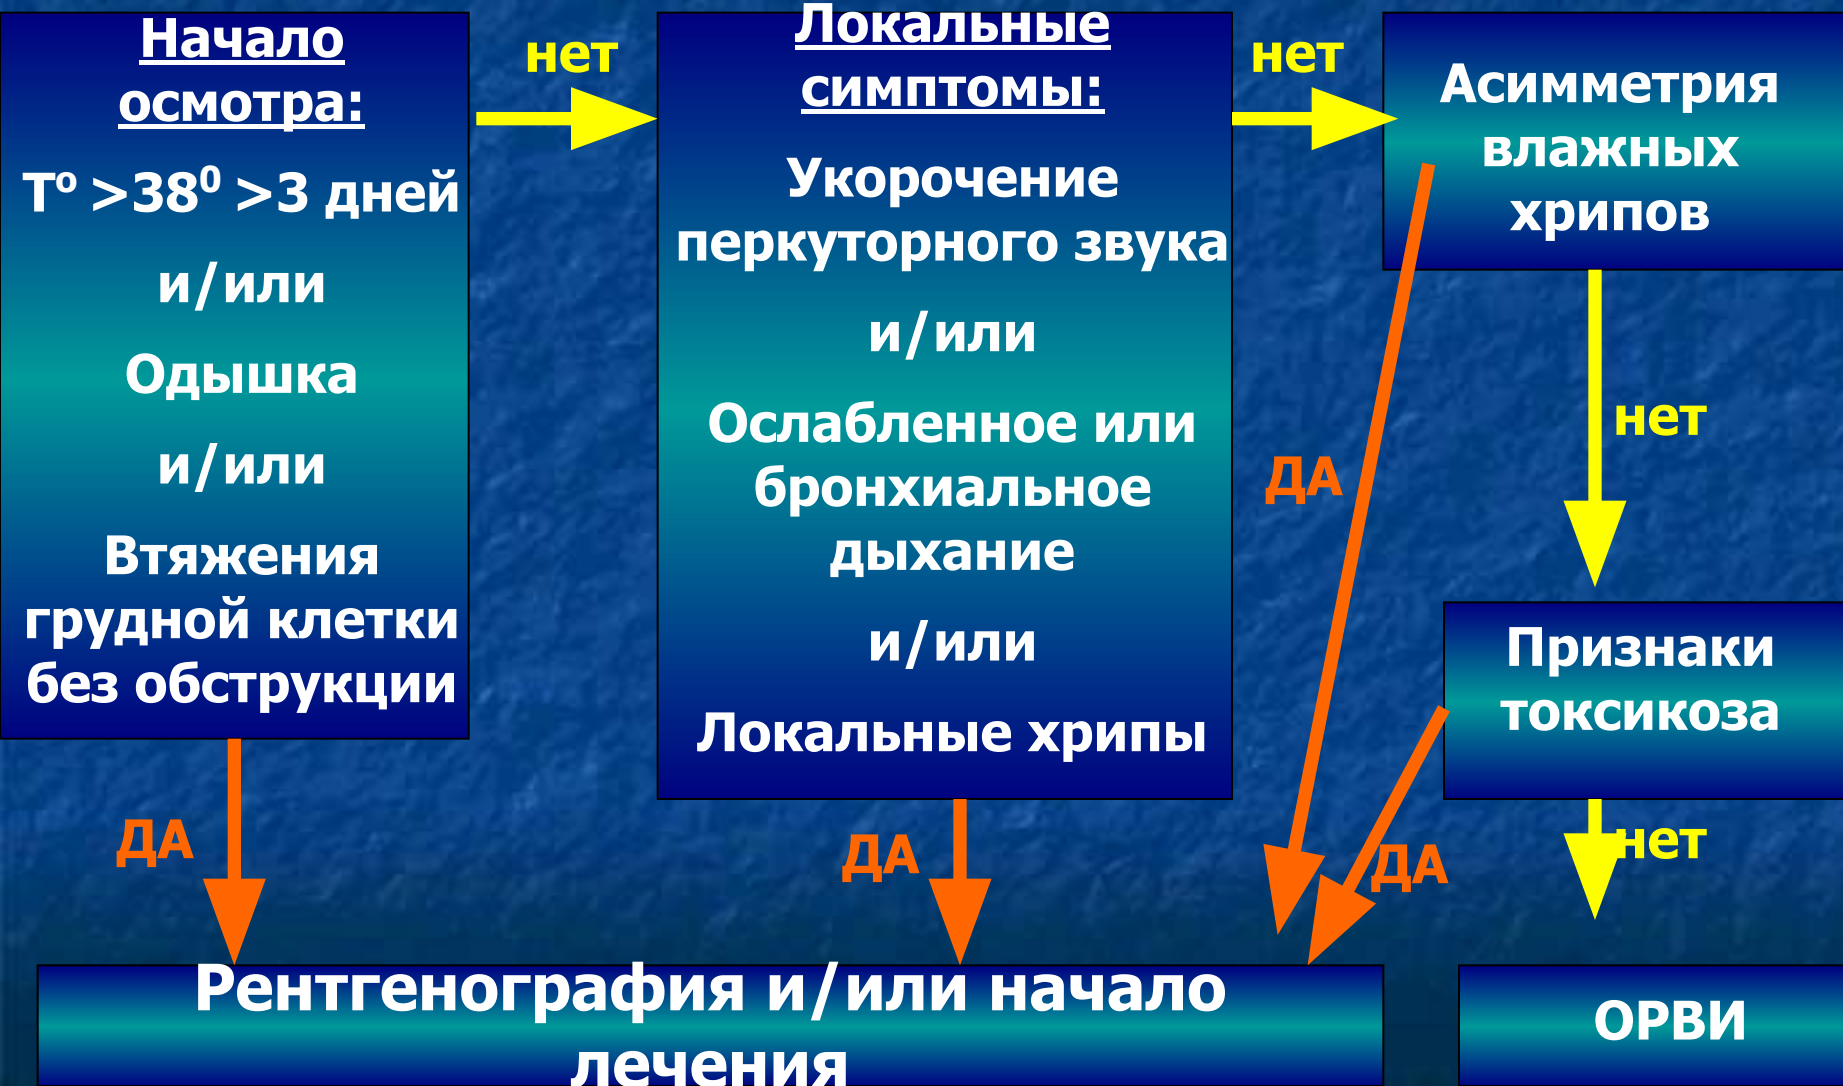 Начало
осмотра:
Tº >38⁰ >3 дней
и/или
Одышка
и/или
Втяжения
грудной клетки
без обструкции
нет
Локальные
симптомы:
Укорочение
перкуторного звука
и/или
Ослабленное или
бронхиальное
дыхание
и/или
Локальные хрипы
нет
Асимметрия
влажных
хрипов
нет
ДА
Признаки
токсикоза
ДА
ДА
ДА
нет
Рентгенография и/или начало
лечения
ОРВИ